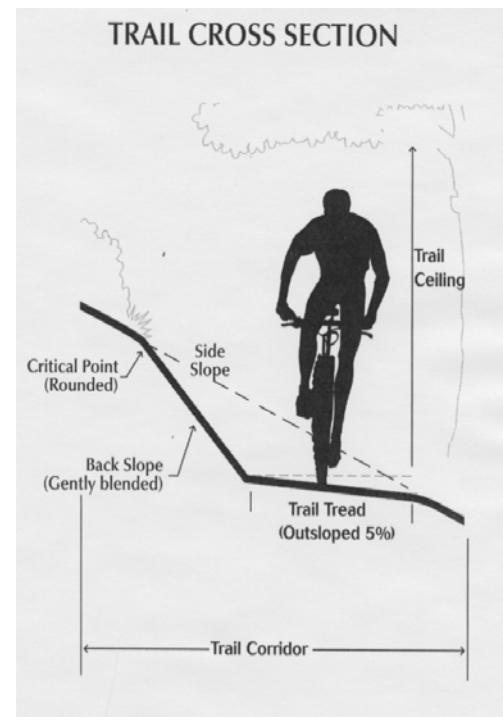 TRAIL CROSS SECTION
Trail
Ceiling
Side
Slope
Critical Point
(Rounded)
Back Slope
(Gently blended)
Trail Tread
(Outsloped 5%)
Trail Corridor